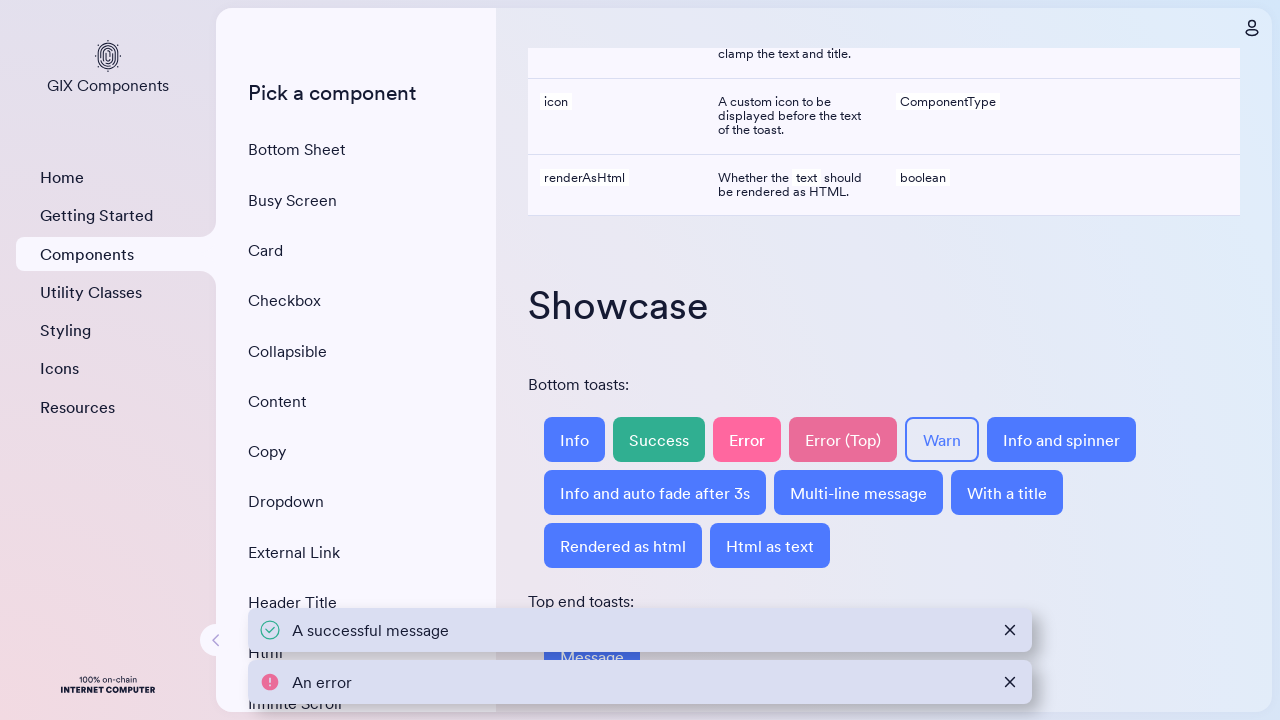 GIX Components
Home
Getting Started
Components
Utility Classes
Styling
Icons
Resources
100% on-chain
INTERNET COMPUTER
Pick a component
Bottom Sheet
Busy Screen
Card
Checkbox
Collapsible
Content
Copy
Dropdown
External Link
Header Title
Html
Infinite Scroll
clamp the text and title.
icon
A custom icon to be
displayed before the text
of the toast.
ComponentType
renderAsHtml
Whether the text should
be rendered as HTML.
boolean
Showcase
Bottom toasts:
Info
Success
Error
Error (Top)
Warn
Info and spinner
Info and auto fade after 3s
Multi-line message
With a title
Rendered as html
Html as text
Top end toasts:
Message
A successful message
An error